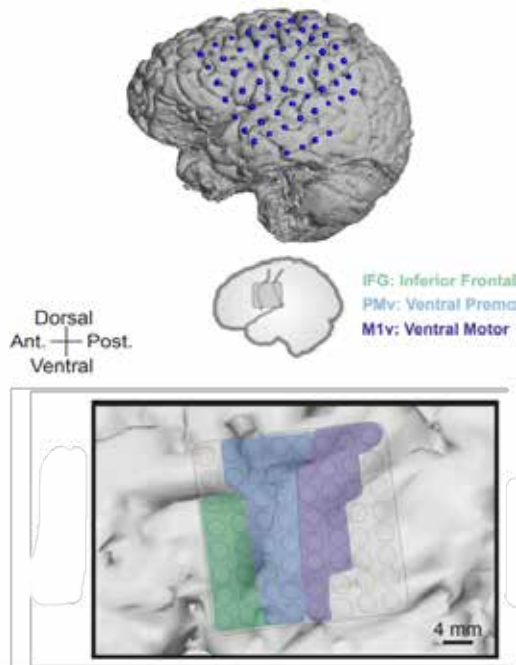 IFG: Inferior Frontal
PMv: Ventral Premo
M1v: Ventral Motor
Dorsal
Ant. Post.
Ventral
4 mm